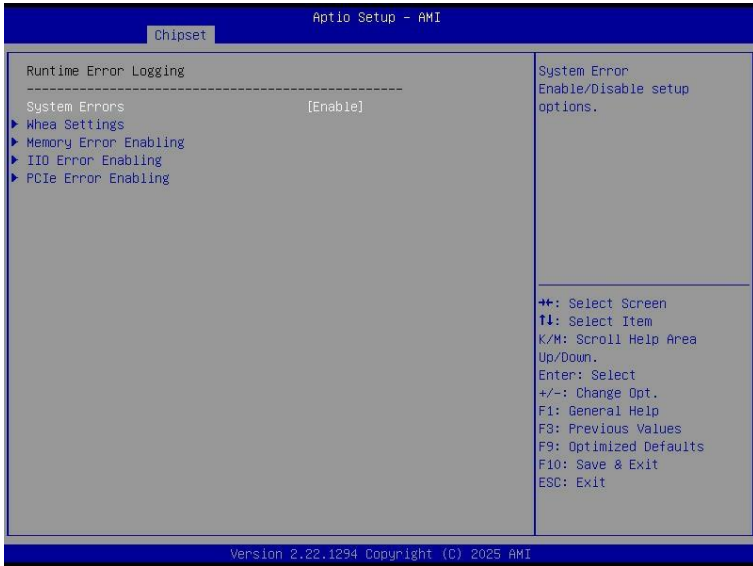 Aptio Setup - AMI
Chipset
Runtime Error Logging
--------------------------------------------------
System Errors [Enable]
Whea Settings
Memory Error Enabling
IIO Error Enabling
PCIe Error Enabling
System Error
Enable/Disable setup
options.
→←: Select Screen
↑↓: Select Item
K/M: Scroll Help Area
Up/Down.
Enter: Select
+/-: Change Opt.
F1: General Help
F3: Previous Values
F9: Optimized Defaults
F10: Save & Exit
ESC: Exit
Version 2.22.1294 Copyright (C) 2025 AMI